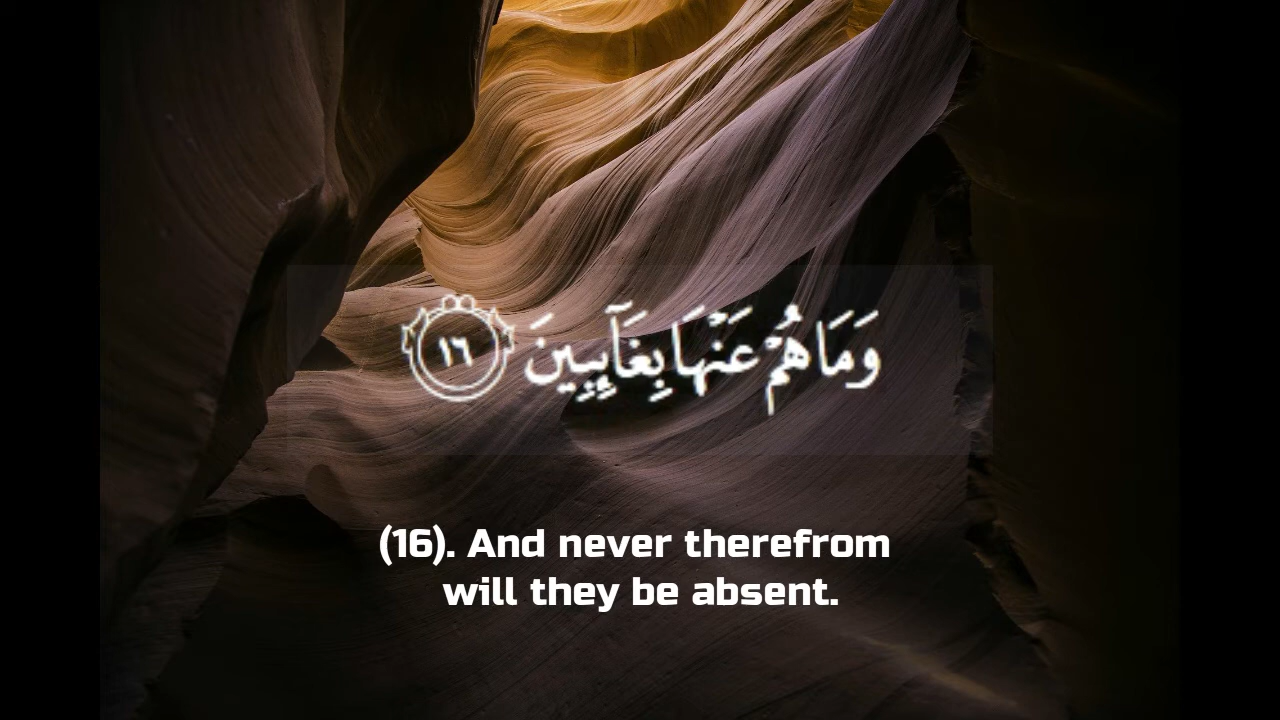 وَمَا هُمْ عَنْهَا بِغَآئِبِينَ ١٦
(16). And never therefrom
will they be absent.